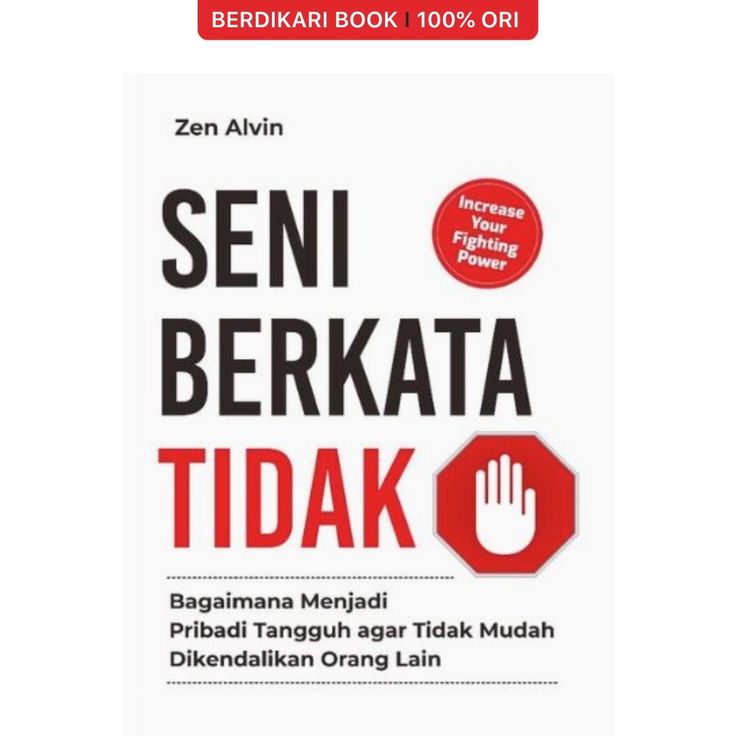 BERDIKARI BOOK | 100% ORI
Zen Alvin
SENI
BERKATA
TIDAK
Increase
Your
Fighting
Power
Bagaimana Menjadi
Pribadi Tangguh agar Tidak Mudah
Dikendalikan Orang Lain